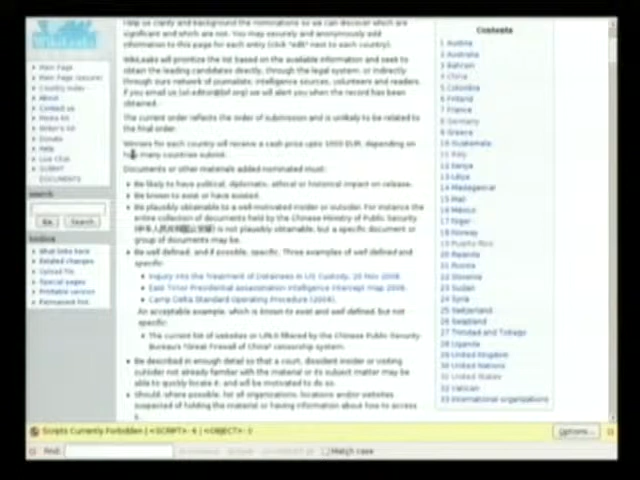 WikiLeaks
Main Page
Main Page (secure)
Country Index
About
Contact us
Media Kit
Writer's Kit
Donate
Help
Live Chat
SUBMIT
DOCUMENTS
search
Go
Search
toolbox
What links here
Related changes
Upload file
Special pages
Printable version
Permanent link
Help us clarify and background the nominations so we can discover which are
significant and which are not. You may securely and anonymously add
information to this page for each entry (click "edit" next to each country).
WikiLeaks will prioritize the list based on the available information and seek to
obtain the leading candidates directly, through the legal system, or indirectly
through our network of journalists, intelligence sources, volunteers and readers.
If you email us we will alert you when the record has been
obtained.
The current order reflects the order of submission and is unlikely to be related to
the final order.
Winners for each country will receive a cash prize upto 1000 EUR, depending on
how many countries submit.
Documents or other materials added nominated must:
Be likely to have political, diplomatic, ethical or historical impact on release.
Be known to exist or have existed.
Be plausibly obtainable to a well-motivated insider or outsider. For instance the
entire collection of documents held by the Chinese Ministry of Public Security
is not plausibly obtainable, but a specific document or
group of documents may be.
Be well defined, and if possible, specific. Three examples of well defined and
specific:
Inquiry into the Treatment of Detainees in US Custody, 20 Nov 2008.
East Timor Presidential assassination intelligence intercept map 2008.
Camp Delta Standard Operating Procedure (2004).
An acceptable example, which is known to exist and well defined, but not
specific:
The current list of websites or URLs filtered by the Chinese Public Security
Bureau's "Great Firewall of China" censorship system.
Be described in enough detail so that a court, dissident insider or visiting
outsider not already familiar with the material or its subject matter may be
able to quickly locate it, and will be motivated to do so.
Should where possible, list all organizations, locations and/or websites
suspected of holding the material or having information about how to access
Contents
1 Austria
2 Australia
3 Bahrain
4 China
5 Colombia
6 Finland
7 France
8 Germany
9 Greece
10 Guatemala
11 Italy
12 Kenya
13 Libya
14 Madagascar
15 Mali
16 México
17 Niger
18 Norway
19 Puerto Rico
20 Rwanda
21 Russia
22 Slovenia
23 Sudan
24 Syria
25 Switzerland
26 Swaziland
27 Trinidad and Tobago
28 Uganda
29 United Kingdom
30 United Nations
31 United States
32 Vatican
33 International organizations
Scripts Currently Forbidden | <SCRIPT>: 6 | <OBJECT>: 0
Options...
Find:
Match case